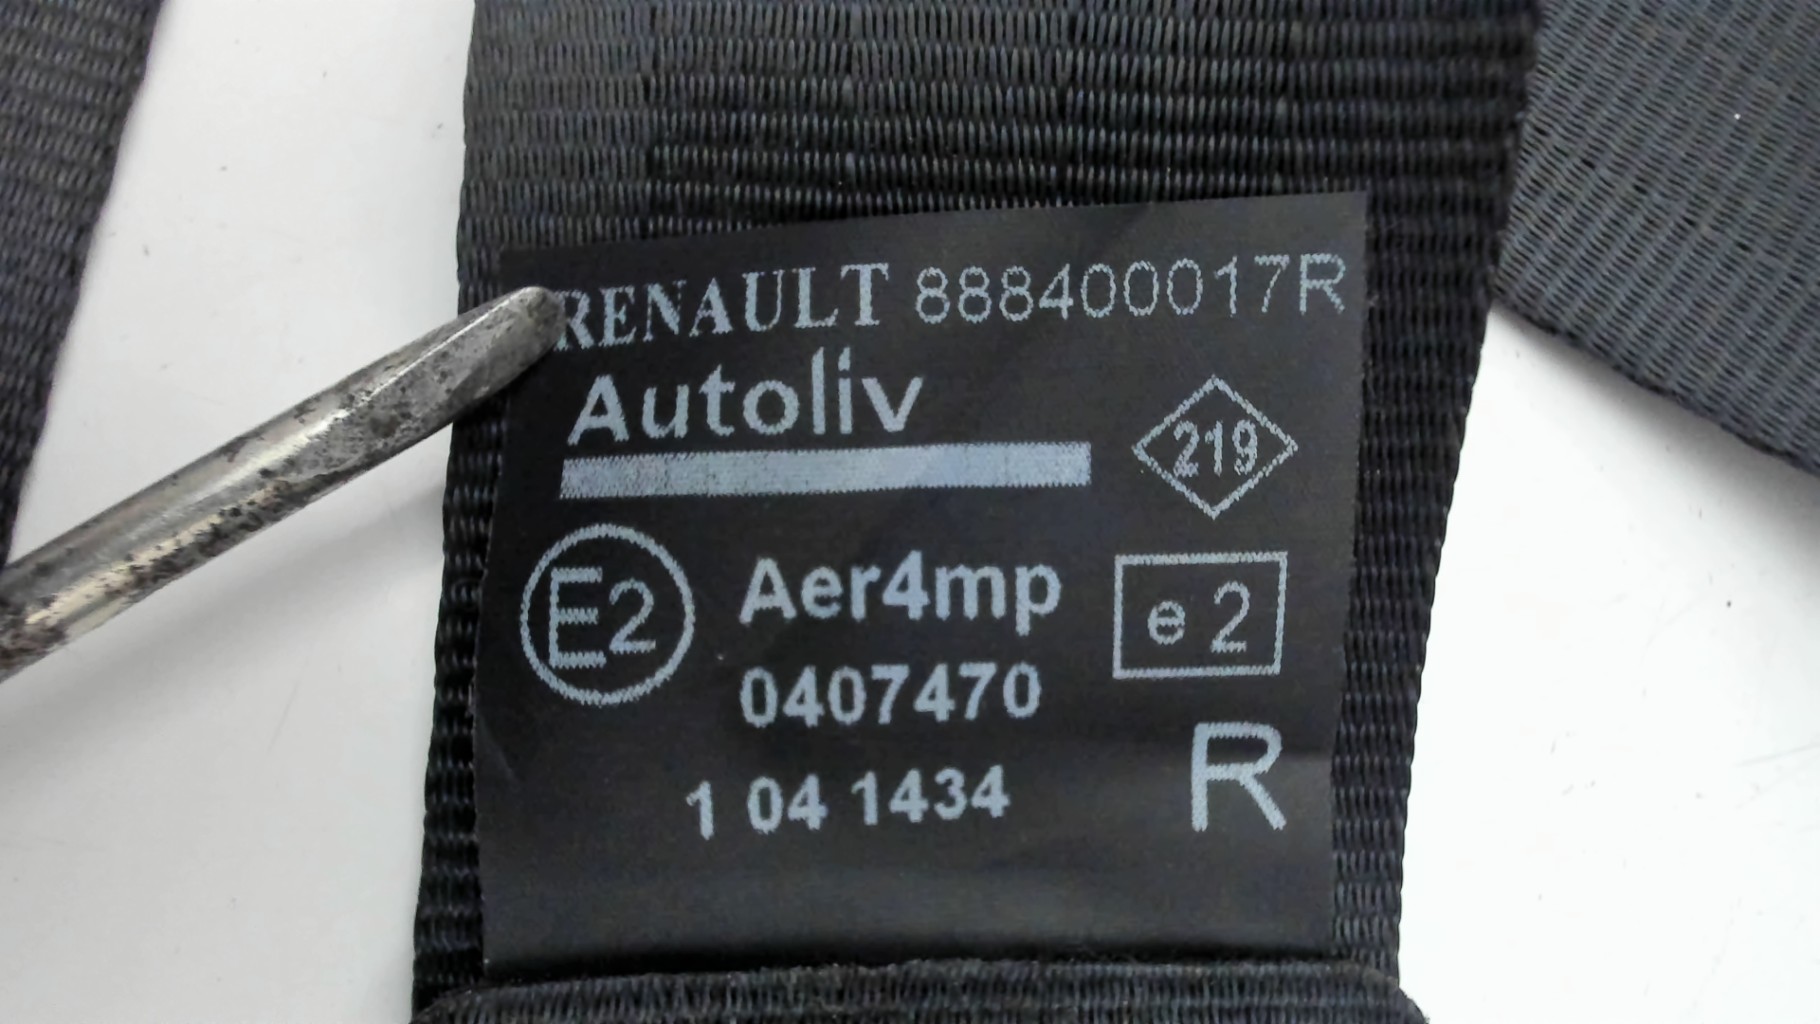 RENAULT 888400017R
Autoliv
219
E2 Aer4mp e 2
0407470
1 04 1434 R